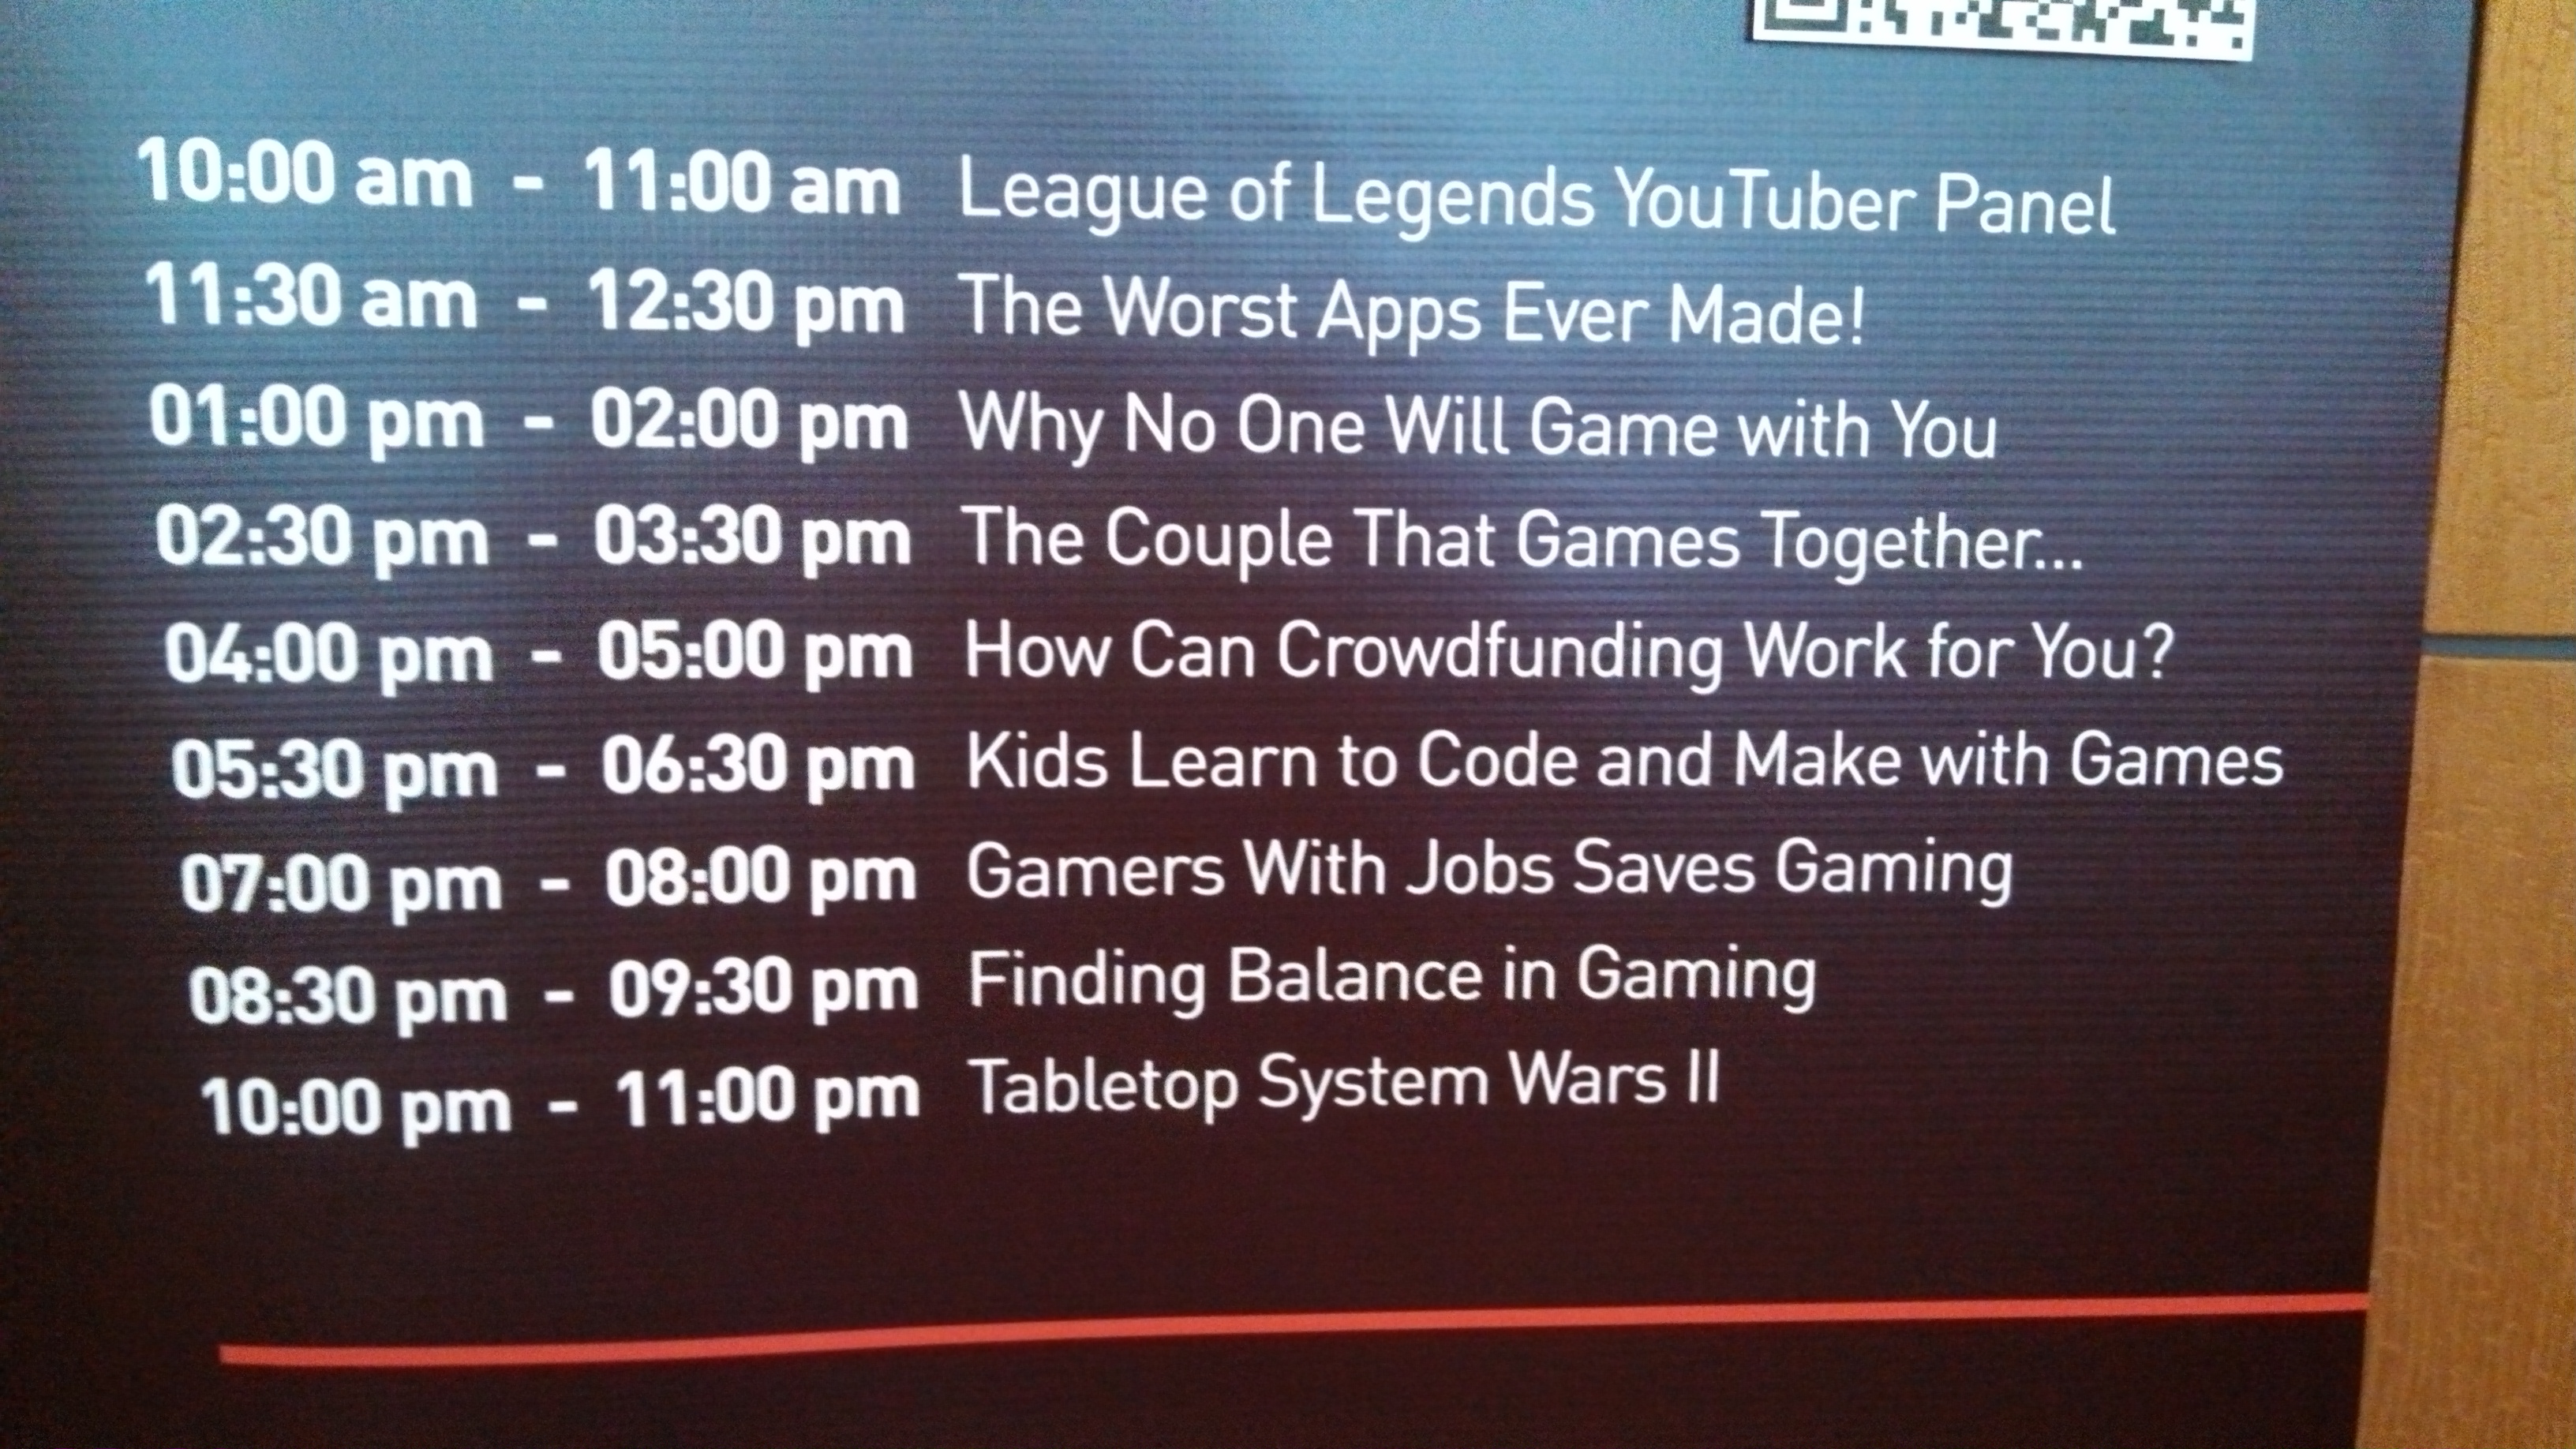 10:00 am - 11:00 am League of Legends YouTuber Panel
11:30 am - 12:30 pm The Worst Apps Ever Made!
01:00 pm - 02:00 pm Why No One Will Game with You
02:30 pm - 03:30 pm The Couple That Games Together...
04:00 pm - 05:00 pm How Can Crowdfunding Work for You?
05:30 pm - 06:30 pm Kids Learn to Code and Make with Games
07:00 pm - 08:00 pm Gamers With Jobs Saves Gaming
08:30 pm - 09:30 pm Finding Balance in Gaming
10:00 pm - 11:00 pm Tabletop System Wars II